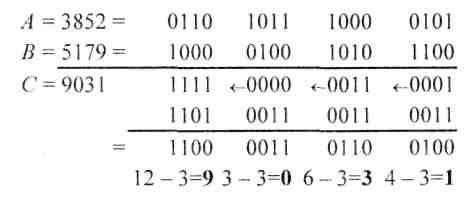 A = 3852 = 0110 1011 1000 0101
B = 5179 = 1000 0100 1010 1100
C = 9031 1111 ←0000 ←0011 ←0001
1101 0011 0011 0011
= 1100 0011 0110 0100
12 – 3=9 3 – 3=0 6 – 3=3 4 – 3=1